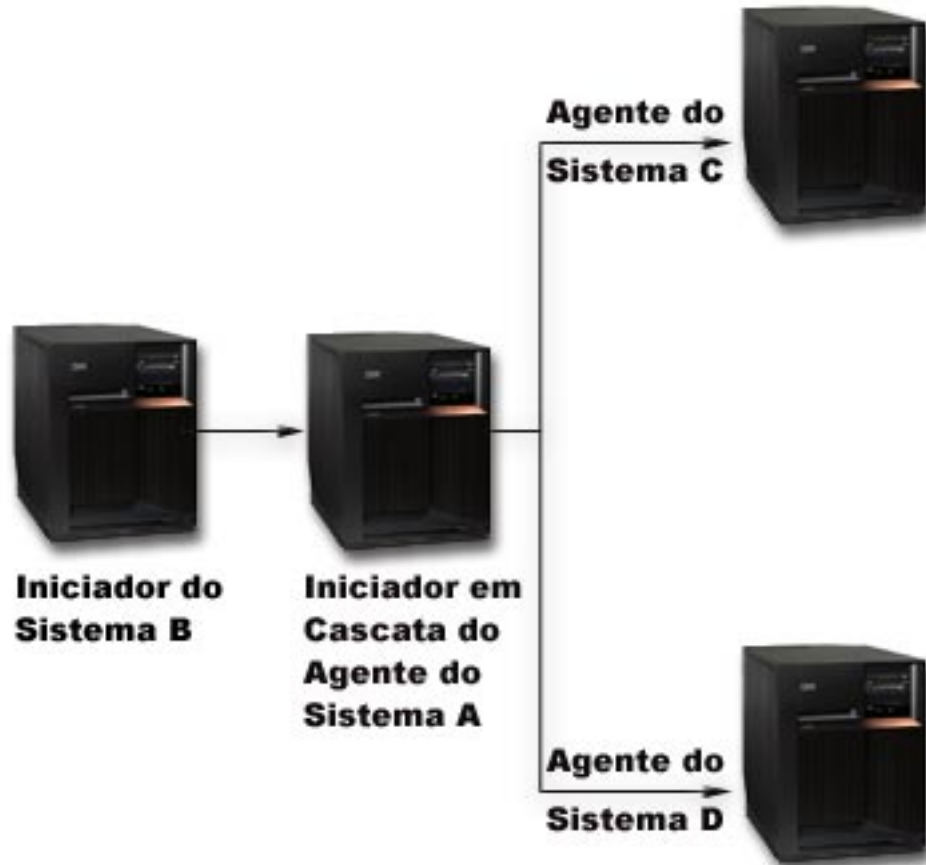 Agente do
Sistema C
Iniciador do
Sistema B
Iniciador em
Cascata do
Agente do
Sistema A
Agente do
Sistema D